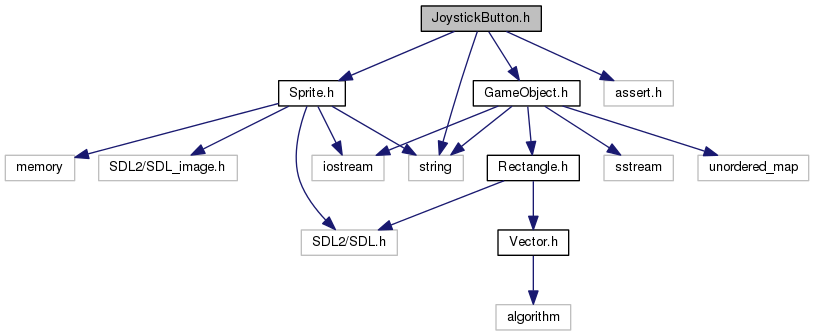 JoystickButton.h
Sprite.h
GameObject.h
assert.h
memory
SDL2/SDL_image.h
iostream
string
Rectangle.h
sstream
unordered_map
SDL2/SDL.h
Vector.h
algorithm